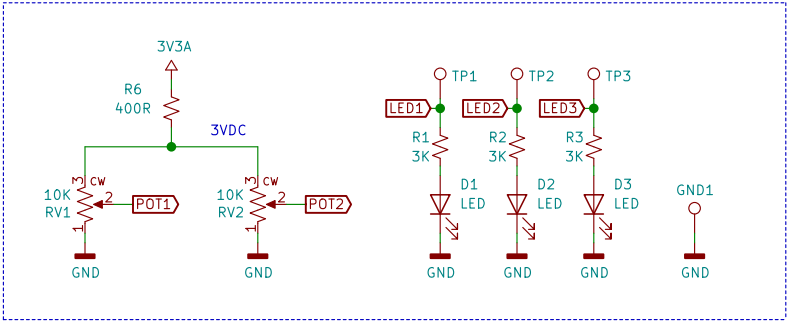 3V3A
R6
400R
3VDC
3
CW
10K
2
POT1
RV1
1
GND
3
CW
10K
2
POT2
RV2
1
GND
TP1
LED1
R1
3K
D1
LED
GND
TP2
LED2
R2
3K
D2
LED
GND
TP3
LED3
R3
3K
D3
LED
GND
GND1
GND